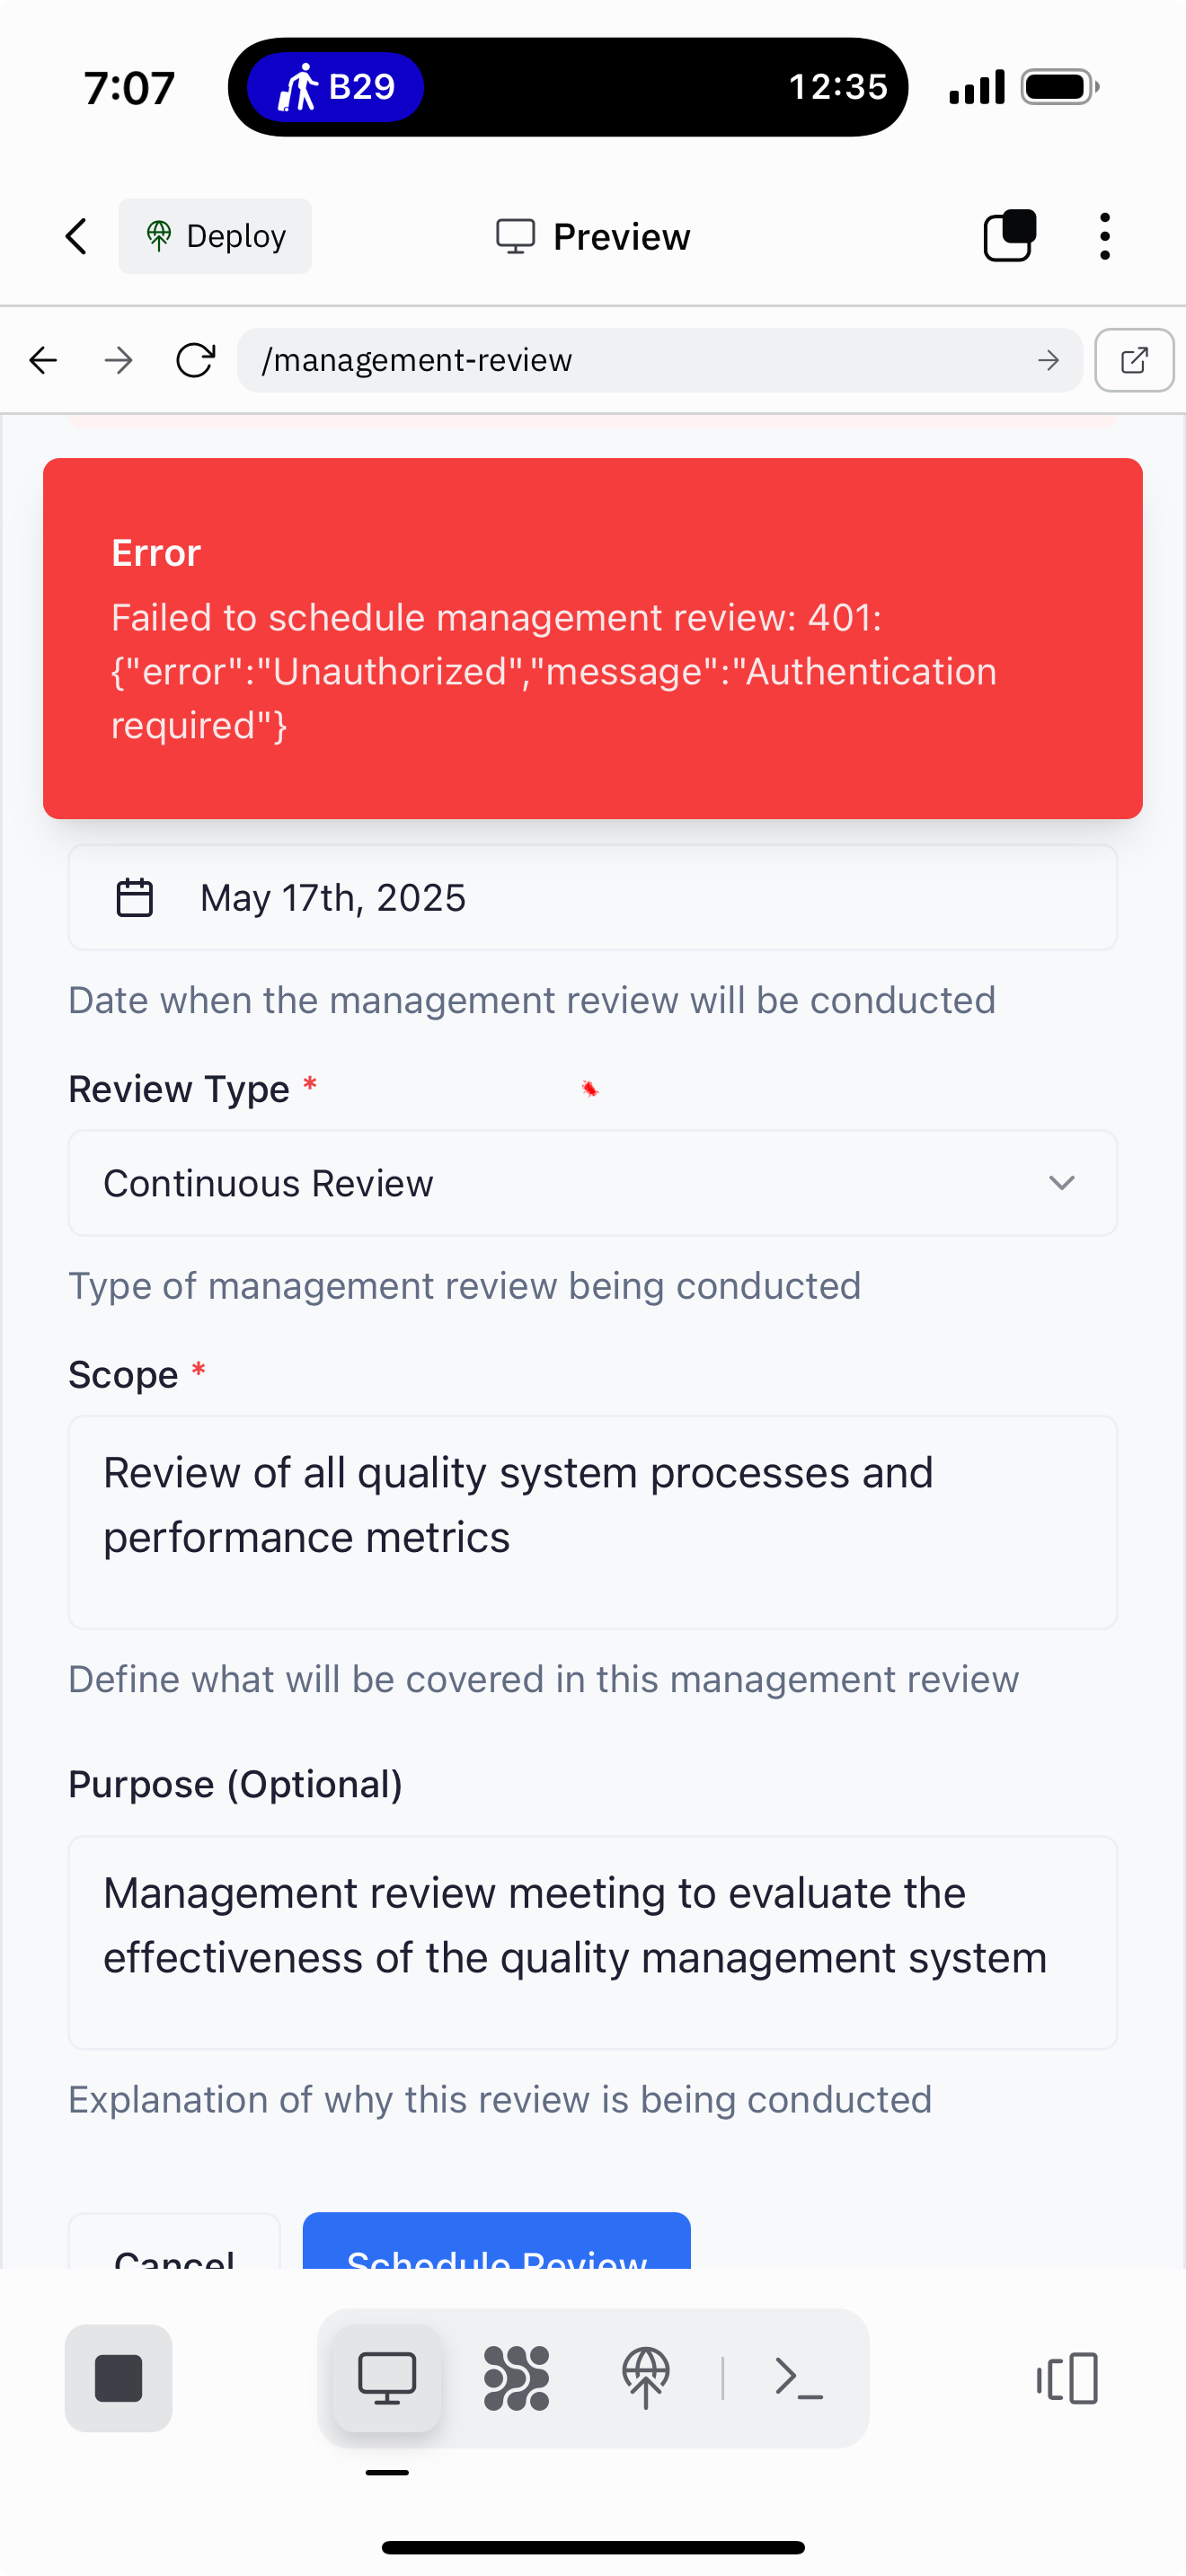 7:07
B29
12:35
Deploy
Preview
/management-review
Error
Failed to schedule management review: 401:
{"error":"Unauthorized","message":"Authentication
required"}
May 17th, 2025
Date when the management review will be conducted
Review Type *
Continuous Review
Type of management review being conducted
Scope *
Review of all quality system processes and
performance metrics
Define what will be covered in this management review
Purpose (Optional)
Management review meeting to evaluate the
effectiveness of the quality management system
Explanation of why this review is being conducted
Cancel
Schedule Review